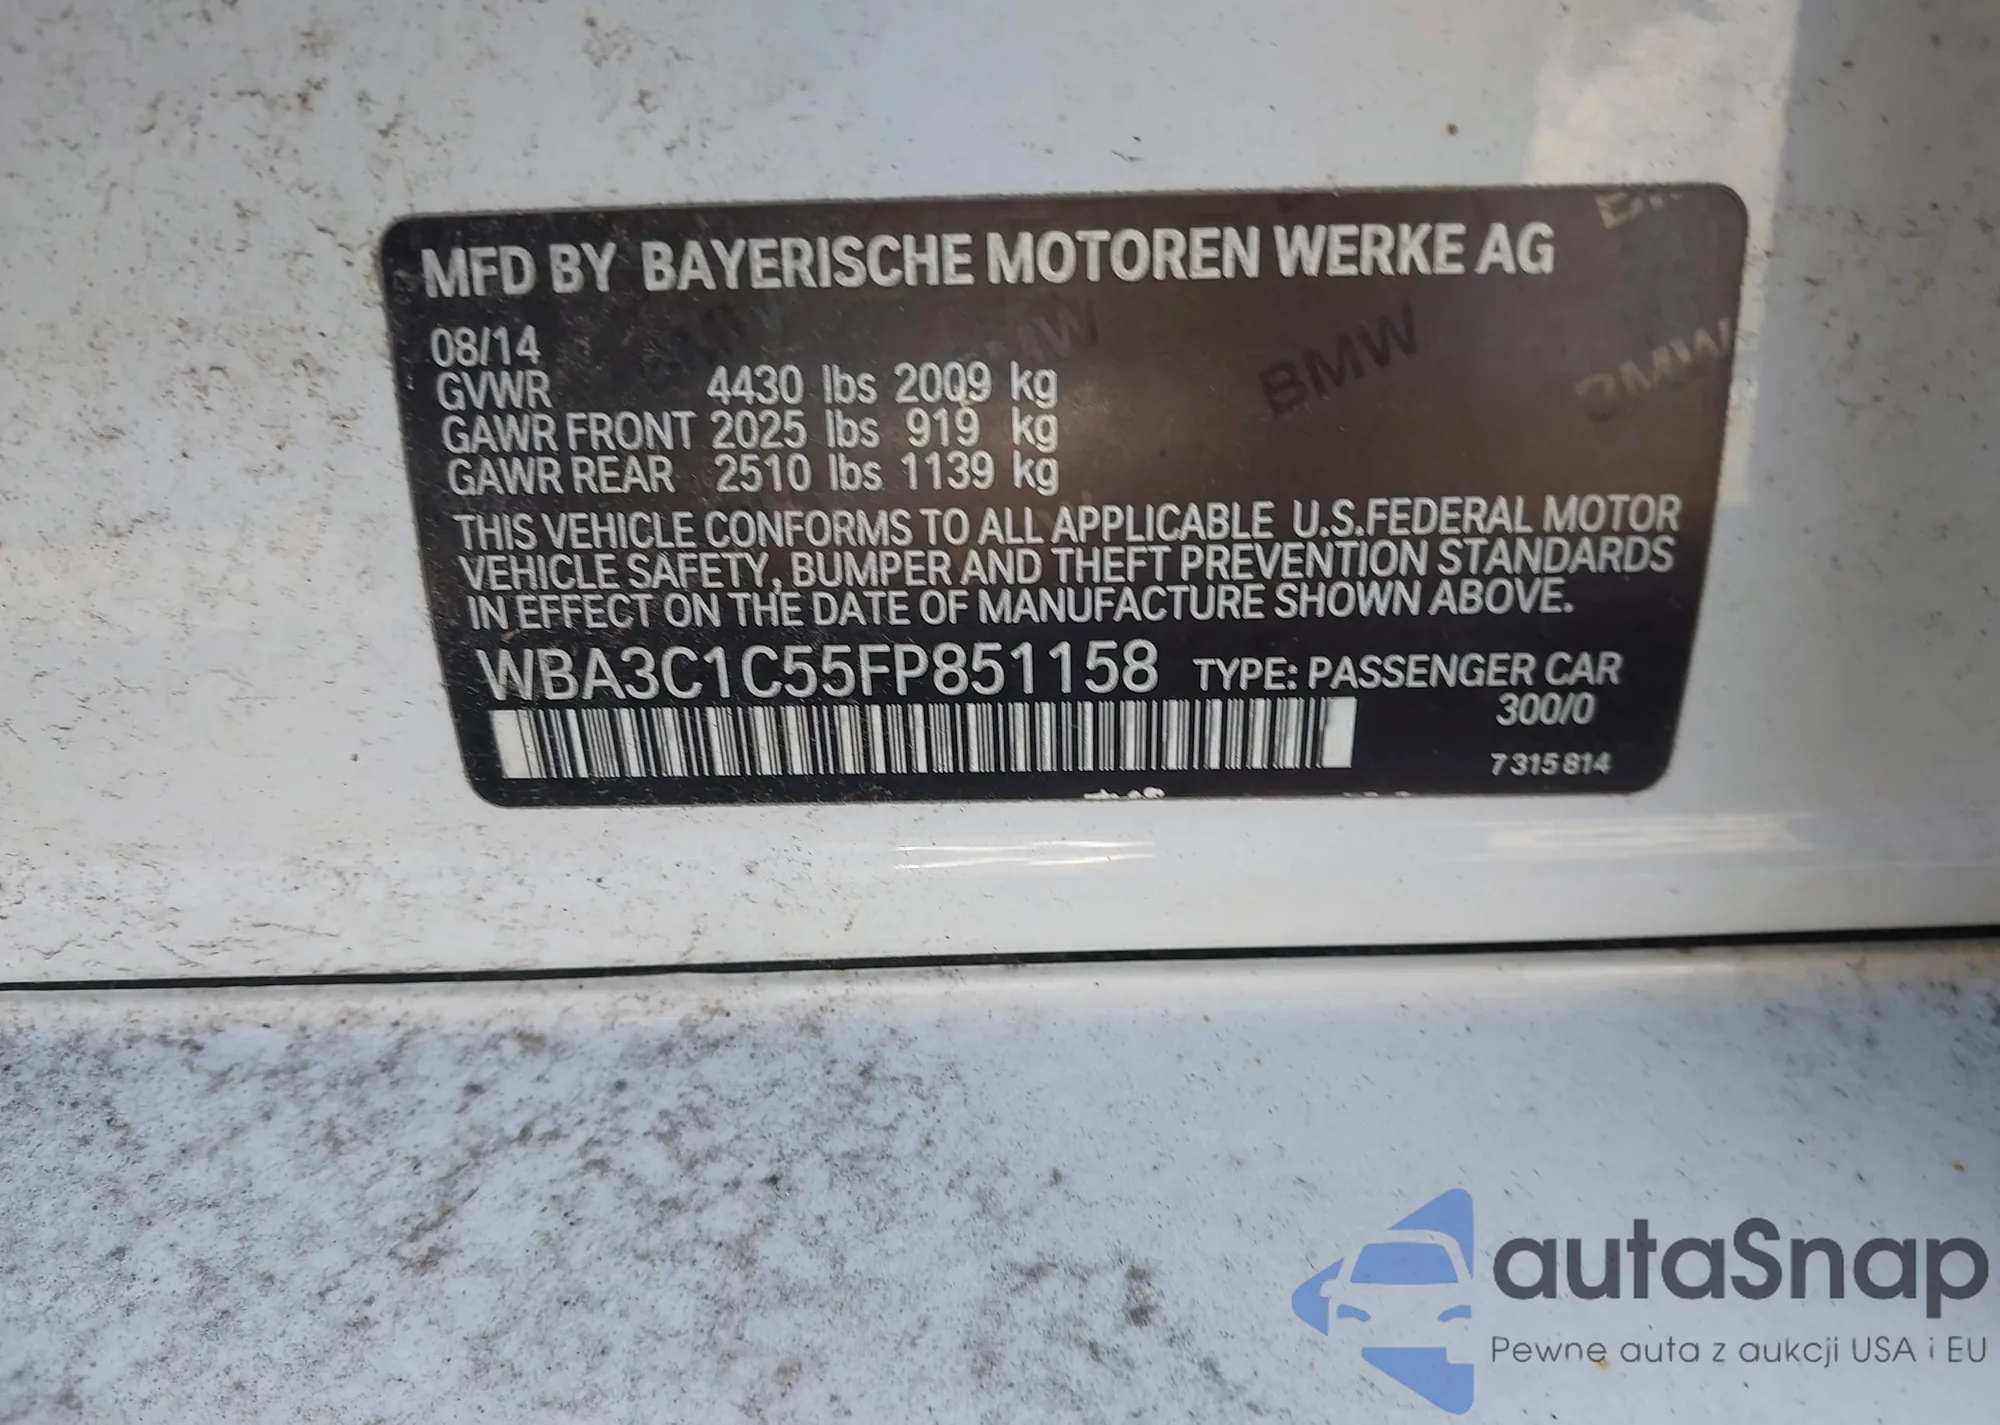 MFD BY BAYERISCHE MOTOREN WERKE AG
08/14
GVWR 4430 lbs 2009 kg
GAWR FRONT 2025 lbs 919 kg
GAWR REAR 2510 lbs 1139 kg
THIS VEHICLE CONFORMS TO ALL APPLICABLE U.S.FEDERAL MOTOR
VEHICLE SAFETY, BUMPER AND THEFT PREVENTION STANDARDS
IN EFFECT ON THE DATE OF MANUFACTURE SHOWN ABOVE.
WBA3C1C55FP851158 TYPE: PASSENGER CAR
300/0
7 315 814
BMW
BMW
autaSnap
Pewne auta z aukcji USA i EU